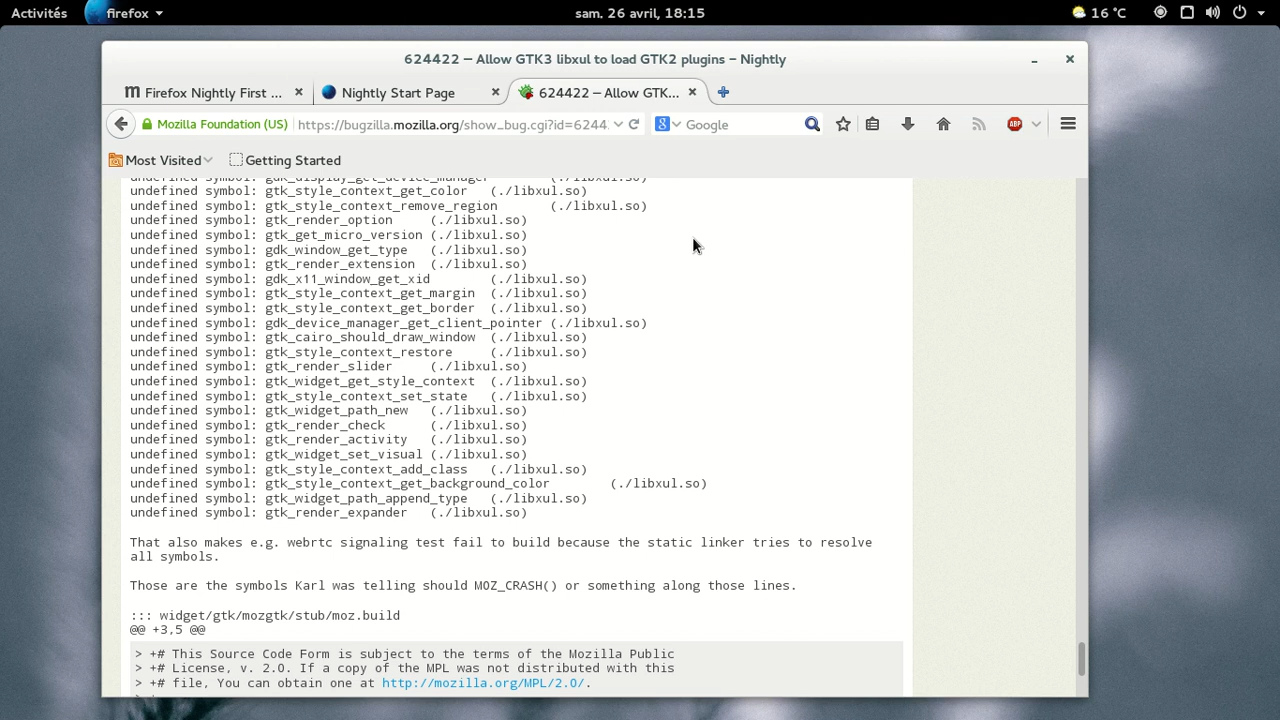 Activités firefox sam. 26 avril, 18:15 16 °C
624422 – Allow GTK3 libxul to load GTK2 plugins – Nightly
m Firefox Nightly First ... Nightly Start Page 624422 – Allow GTK...
Mozilla Foundation (US) https://bugzilla.mozilla.org/show_bug.cgi?id=6244 8 Google ABP
Most Visited Getting Started
undefined symbol: gdk_display_get_device_manager (./libxul.so)
undefined symbol: gtk_style_context_get_color (./libxul.so)
undefined symbol: gtk_style_context_remove_region (./libxul.so)
undefined symbol: gtk_render_option (./libxul.so)
undefined symbol: gtk_get_micro_version (./libxul.so)
undefined symbol: gdk_window_get_type (./libxul.so)
undefined symbol: gtk_render_extension (./libxul.so)
undefined symbol: gdk_x11_window_get_xid (./libxul.so)
undefined symbol: gtk_style_context_get_margin (./libxul.so)
undefined symbol: gtk_style_context_get_border (./libxul.so)
undefined symbol: gdk_device_manager_get_client_pointer (./libxul.so)
undefined symbol: gtk_cairo_should_draw_window (./libxul.so)
undefined symbol: gtk_style_context_restore (./libxul.so)
undefined symbol: gtk_render_slider (./libxul.so)
undefined symbol: gtk_widget_get_style_context (./libxul.so)
undefined symbol: gtk_style_context_set_state (./libxul.so)
undefined symbol: gtk_widget_path_new (./libxul.so)
undefined symbol: gtk_render_check (./libxul.so)
undefined symbol: gtk_render_activity (./libxul.so)
undefined symbol: gtk_widget_set_visual (./libxul.so)
undefined symbol: gtk_style_context_add_class (./libxul.so)
undefined symbol: gtk_style_context_get_background_color (./libxul.so)
undefined symbol: gtk_widget_path_append_type (./libxul.so)
undefined symbol: gtk_render_expander (./libxul.so)
That also makes e.g. webrtc signaling test fail to build because the static linker tries to resolve
all symbols.
Those are the symbols Karl was telling should MOZ_CRASH() or something along those lines.
::: widget/gtk/mozgtk/stub/moz.build
@@ +3,5 @@
> +# This Source Code Form is subject to the terms of the Mozilla Public
> +# License, v. 2.0. If a copy of the MPL was not distributed with this
> +# file, You can obtain one at http://mozilla.org/MPL/2.0/.